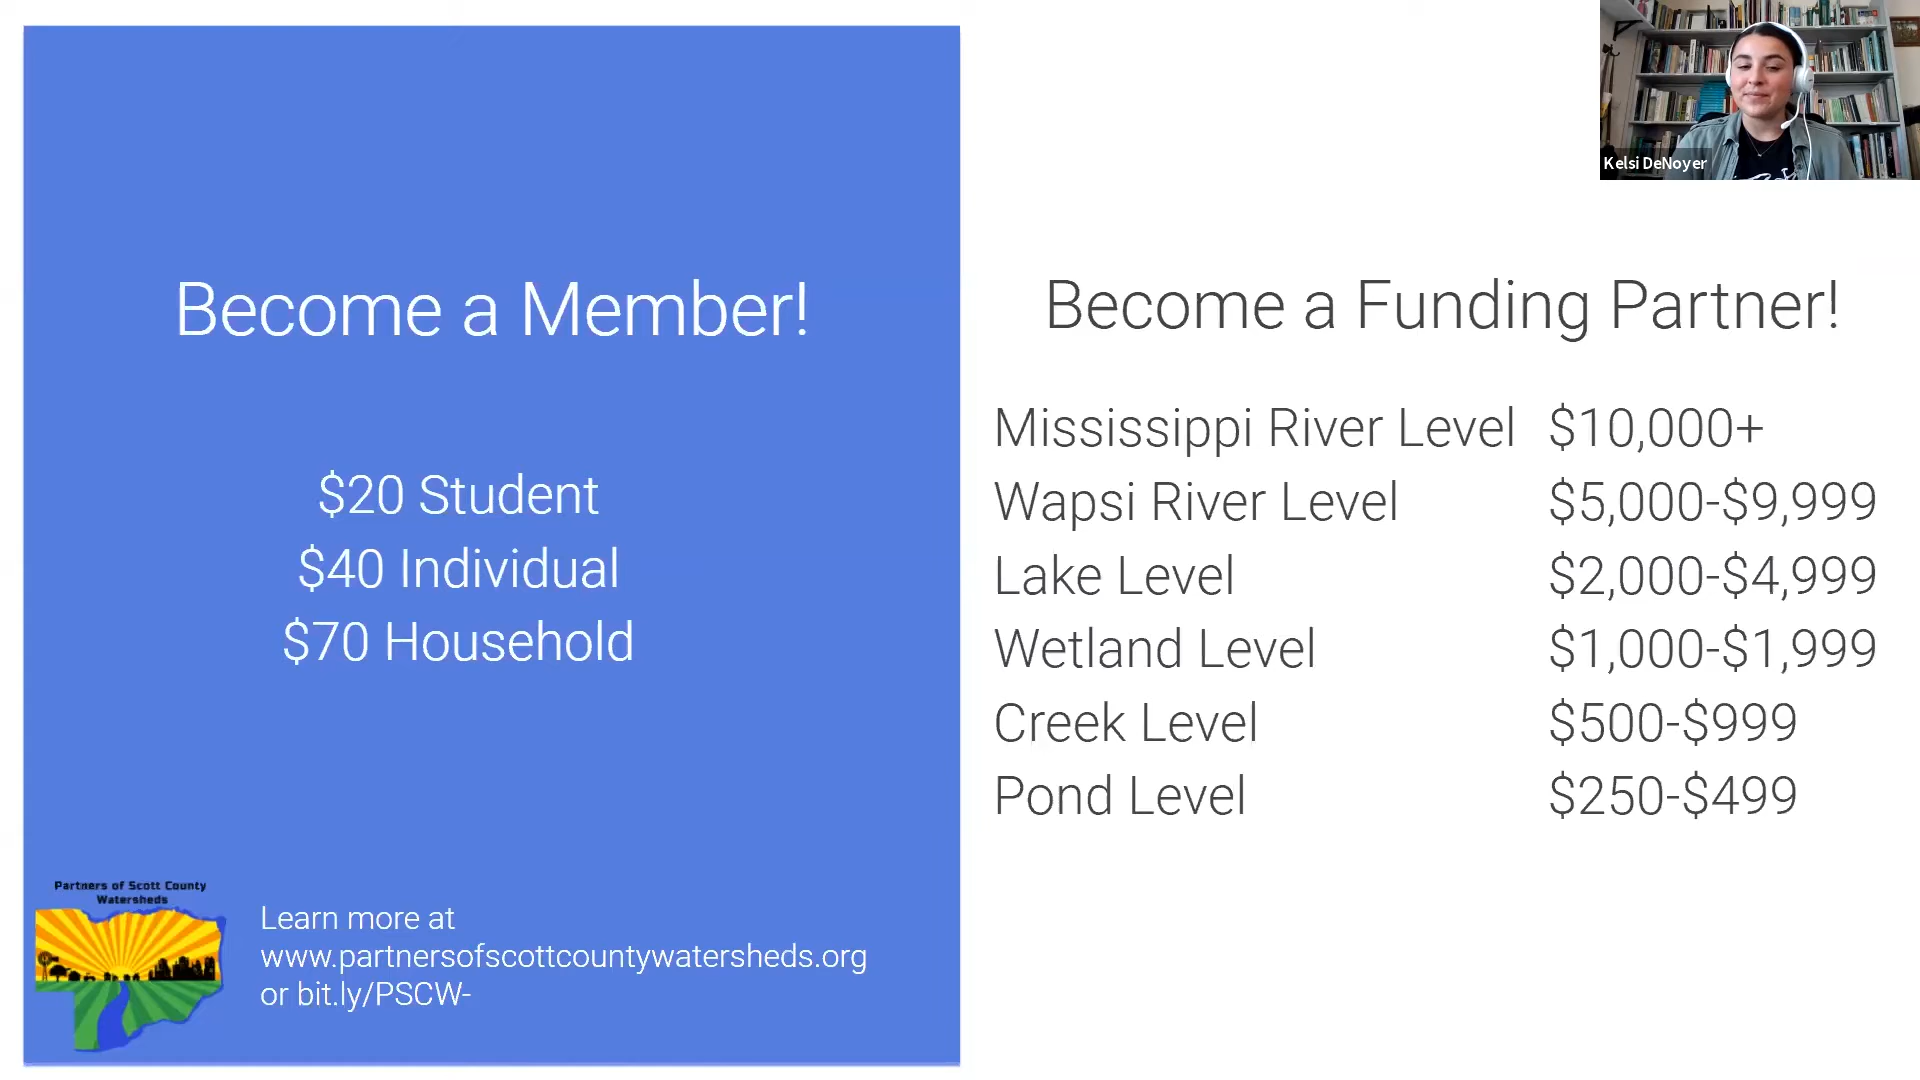 Become a Member!
$20 Student
$40 Individual
$70 Household
Partners of Scott County
Watersheds
Learn more at
www.partnersofscottcountywatersheds.org
or bit.ly/PSCW-
Kelsi DeNoyer
Become a Funding Partner!
Mississippi River Level $10,000+
Wapsi River Level $5,000-$9,999
Lake Level $2,000-$4,999
Wetland Level $1,000-$1,999
Creek Level $500-$999
Pond Level $250-$499